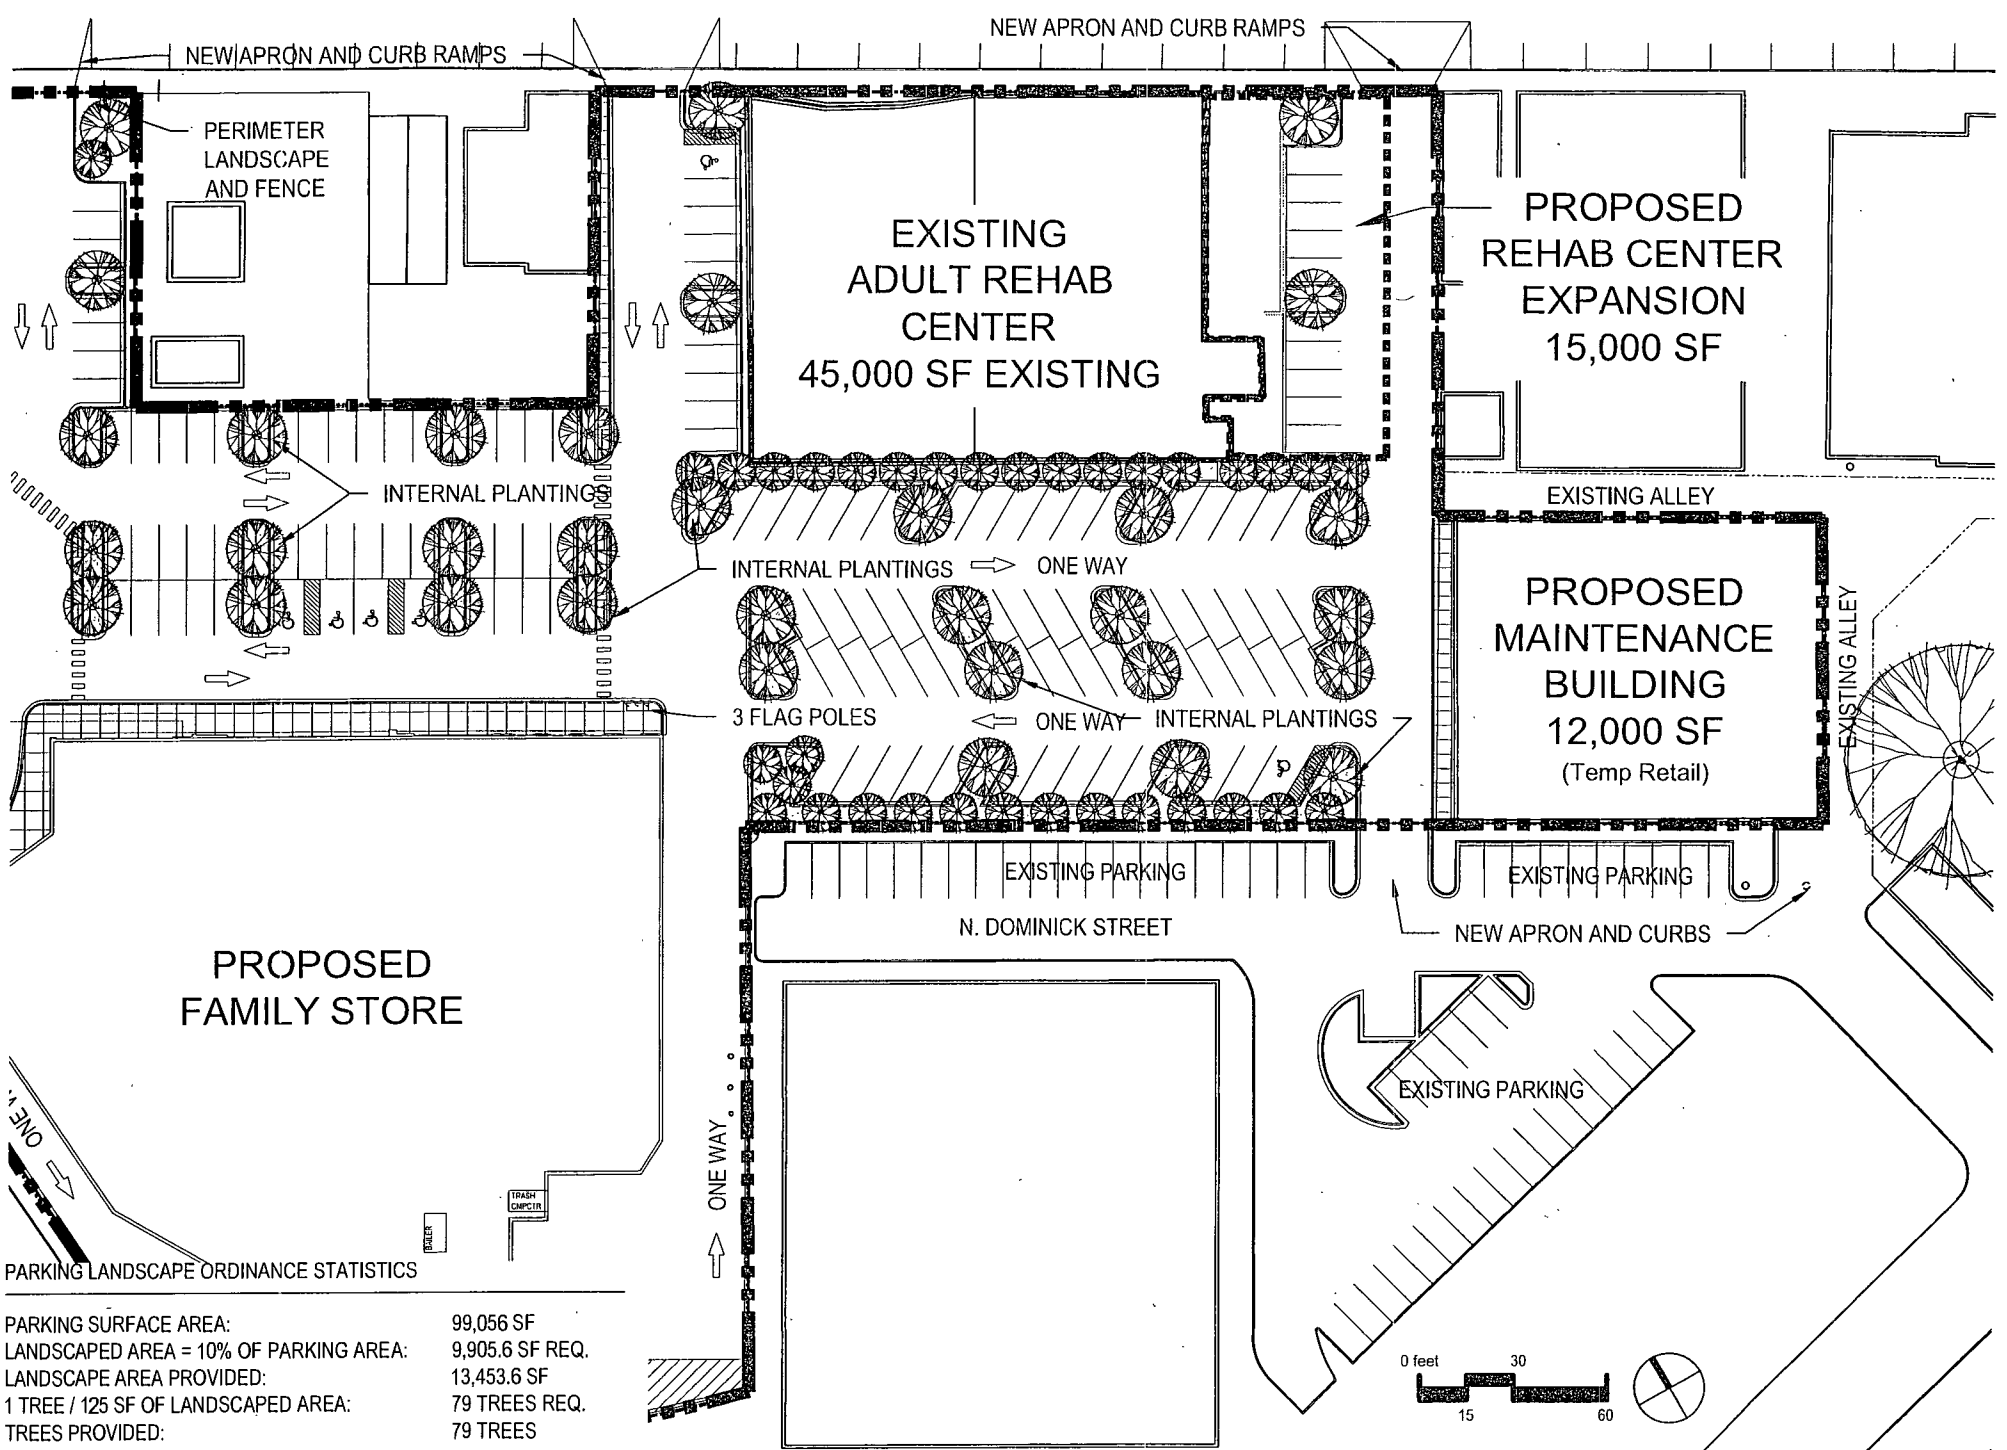 NEW APRON AND CURB RAMPS
NEW APRON AND CURB RAMPS
PERIMETER
LANDSCAPE
AND FENCE
EXISTING
ADULT REHAB
CENTER
45,000 SF EXISTING
PROPOSED
REHAB CENTER
EXPANSION
15,000 SF
INTERNAL PLANTINGS
EXISTING ALLEY
INTERNAL PLANTINGS
ONE WAY
PROPOSED
MAINTENANCE
BUILDING
12,000 SF
(Temp Retail)
EXISTING ALLEY
3 FLAG POLES
ONE WAY
INTERNAL PLANTINGS
EXISTING PARKING
EXISTING PARKING
N. DOMINICK STREET
NEW APRON AND CURBS
PROPOSED
FAMILY STORE
EXISTING PARKING
ONE
ONE WAY
TRASH
CMPCTR
BAILER
PARKING LANDSCAPE ORDINANCE STATISTICS
PARKING SURFACE AREA: 99,056 SF
LANDSCAPED AREA = 10% OF PARKING AREA: 9,905.6 SF REQ.
LANDSCAPE AREA PROVIDED: 13,453.6 SF
1 TREE / 125 SF OF LANDSCAPED AREA: 79 TREES REQ.
TREES PROVIDED: 79 TREES
0 feet 30
15 60